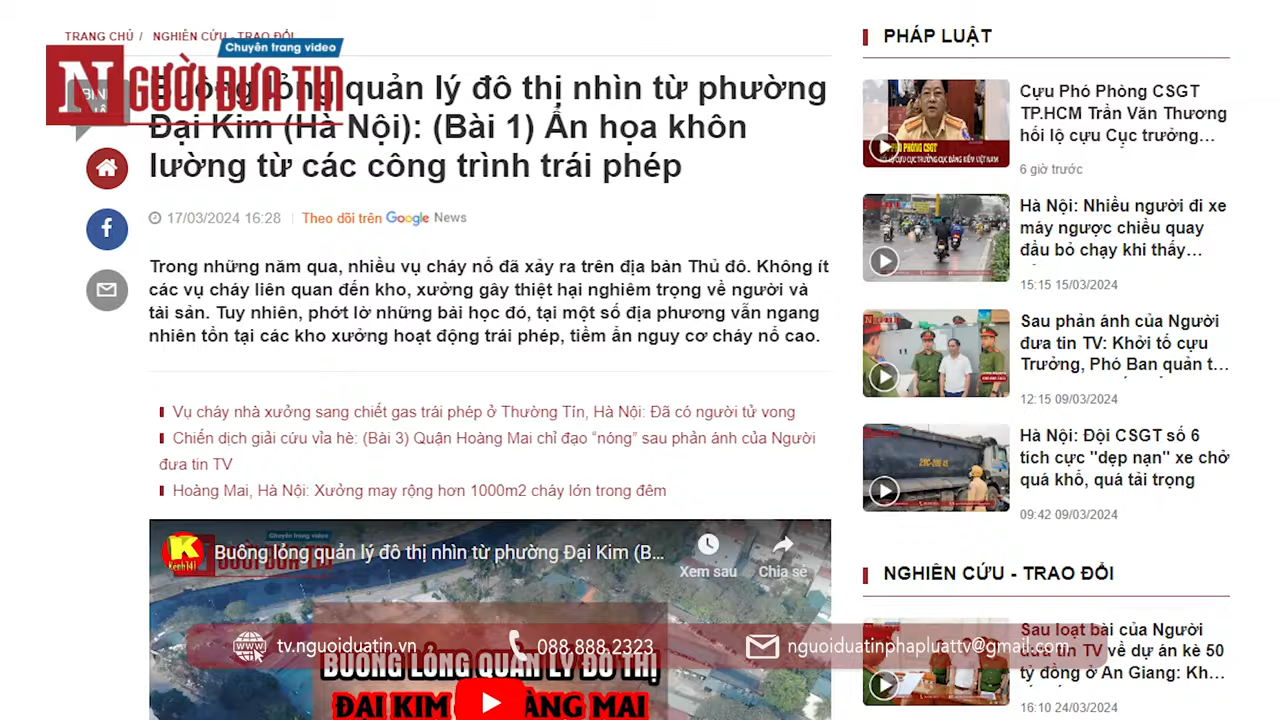 TRANG CHỦ / NGHIÊN CỨU - TRAO ĐỔI
Chuyên trang video
NGƯỜI ĐƯA TIN
Buông lỏng quản lý đô thị nhìn từ phường
Đại Kim (Hà Nội): (Bài 1) Ẩn họa khôn
lường từ các công trình trái phép
17/03/2024 16:28
Theo dõi trên Google News
Trong những năm qua, nhiều vụ cháy nổ đã xảy ra trên địa bàn Thủ đô. Không ít
các vụ cháy liên quan đến kho, xưởng gây thiệt hại nghiêm trọng về người và
tài sản. Tuy nhiên, phớt lờ những bài học đó, tại một số địa phương vẫn ngang
nhiên tồn tại các kho xưởng hoạt động trái phép, tiềm ẩn nguy cơ cháy nổ cao.
Vụ cháy nhà xưởng sang chiết gas trái phép ở Thường Tín, Hà Nội: Đã có người tử vong
Chiến dịch giải cứu vỉa hè: (Bài 3) Quận Hoàng Mai chỉ đạo “nóng” sau phản ánh của Người
đưa tin TV
Hoàng Mai, Hà Nội: Xưởng may rộng hơn 1000m2 cháy lớn trong đêm
Chuyên trang video
Kênh141
Buông lỏng quản lý đô thị nhìn từ phường Đại Kim (B...
Xem sau
Chia sẻ
BUÔNG LỎNG QUẢN LÝ ĐÔ THỊ
ĐẠI KIM
ÀNG MAI
PHÁP LUẬT
Cựu Phó Phòng CSGT
TP.HCM Trần Văn Thương
hối lộ cựu Cục trưởng...
6 giờ trước
Hà Nội: Nhiều người đi xe
máy ngược chiều quay
đầu bỏ chạy khi thấy...
15:15 15/03/2024
Sau phản ánh của Người
đưa tin TV: Khởi tố cựu
Trưởng, Phó Ban quản t...
12:15 09/03/2024
Hà Nội: Đội CSGT số 6
tích cực "dẹp nạn" xe chở
quá khổ, quá tải trọng
09:42 09/03/2024
NGHIÊN CỨU - TRAO ĐỔI
Sau loạt bài của Người
đưa tin TV về dự án kè 50
tỷ đồng ở An Giang: Kh...
16:10 24/03/2024
www
tv.nguoiduatin.vn
088.888.2323
nguoiduatinphapluattv@gmail.com